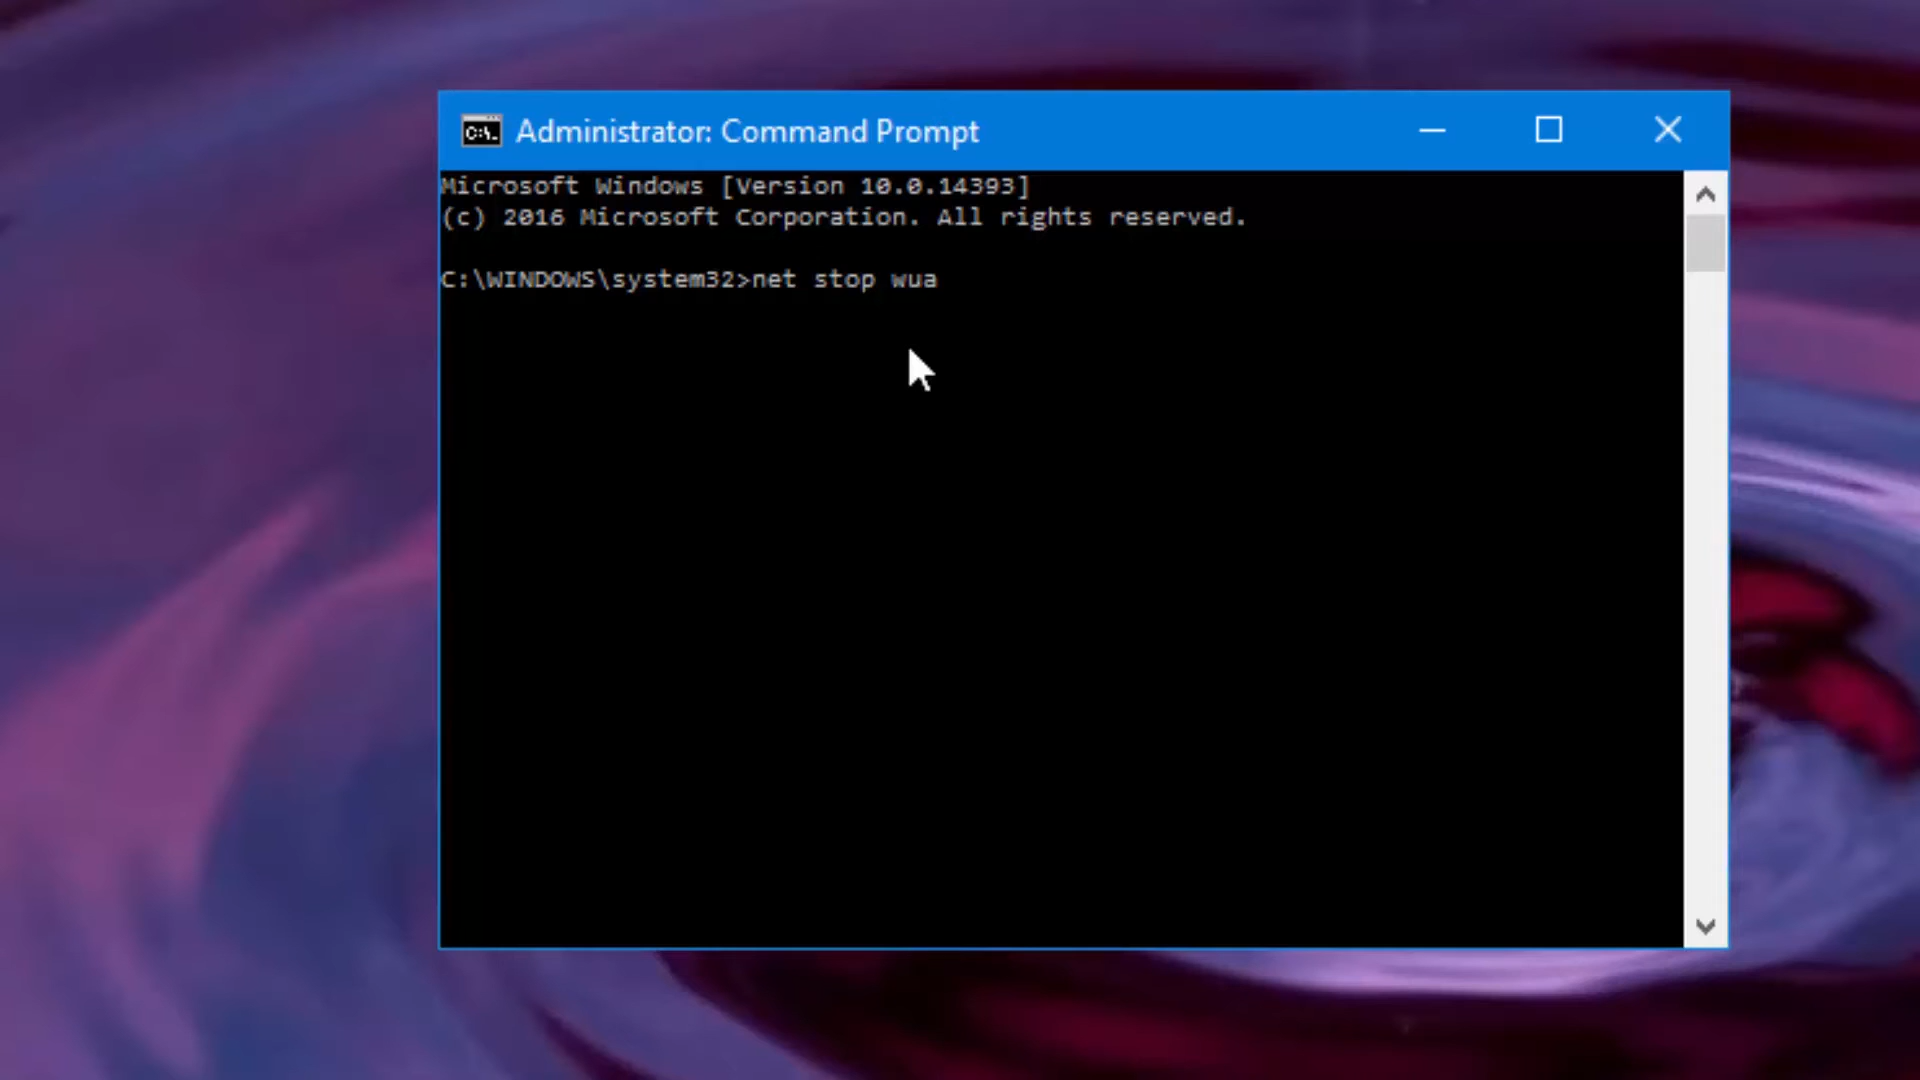 Administrator: Command Prompt
Microsoft Windows [Version 10.0.14393]
(c) 2016 Microsoft Corporation. All rights reserved.
C:\WINDOWS\system32>net stop wua